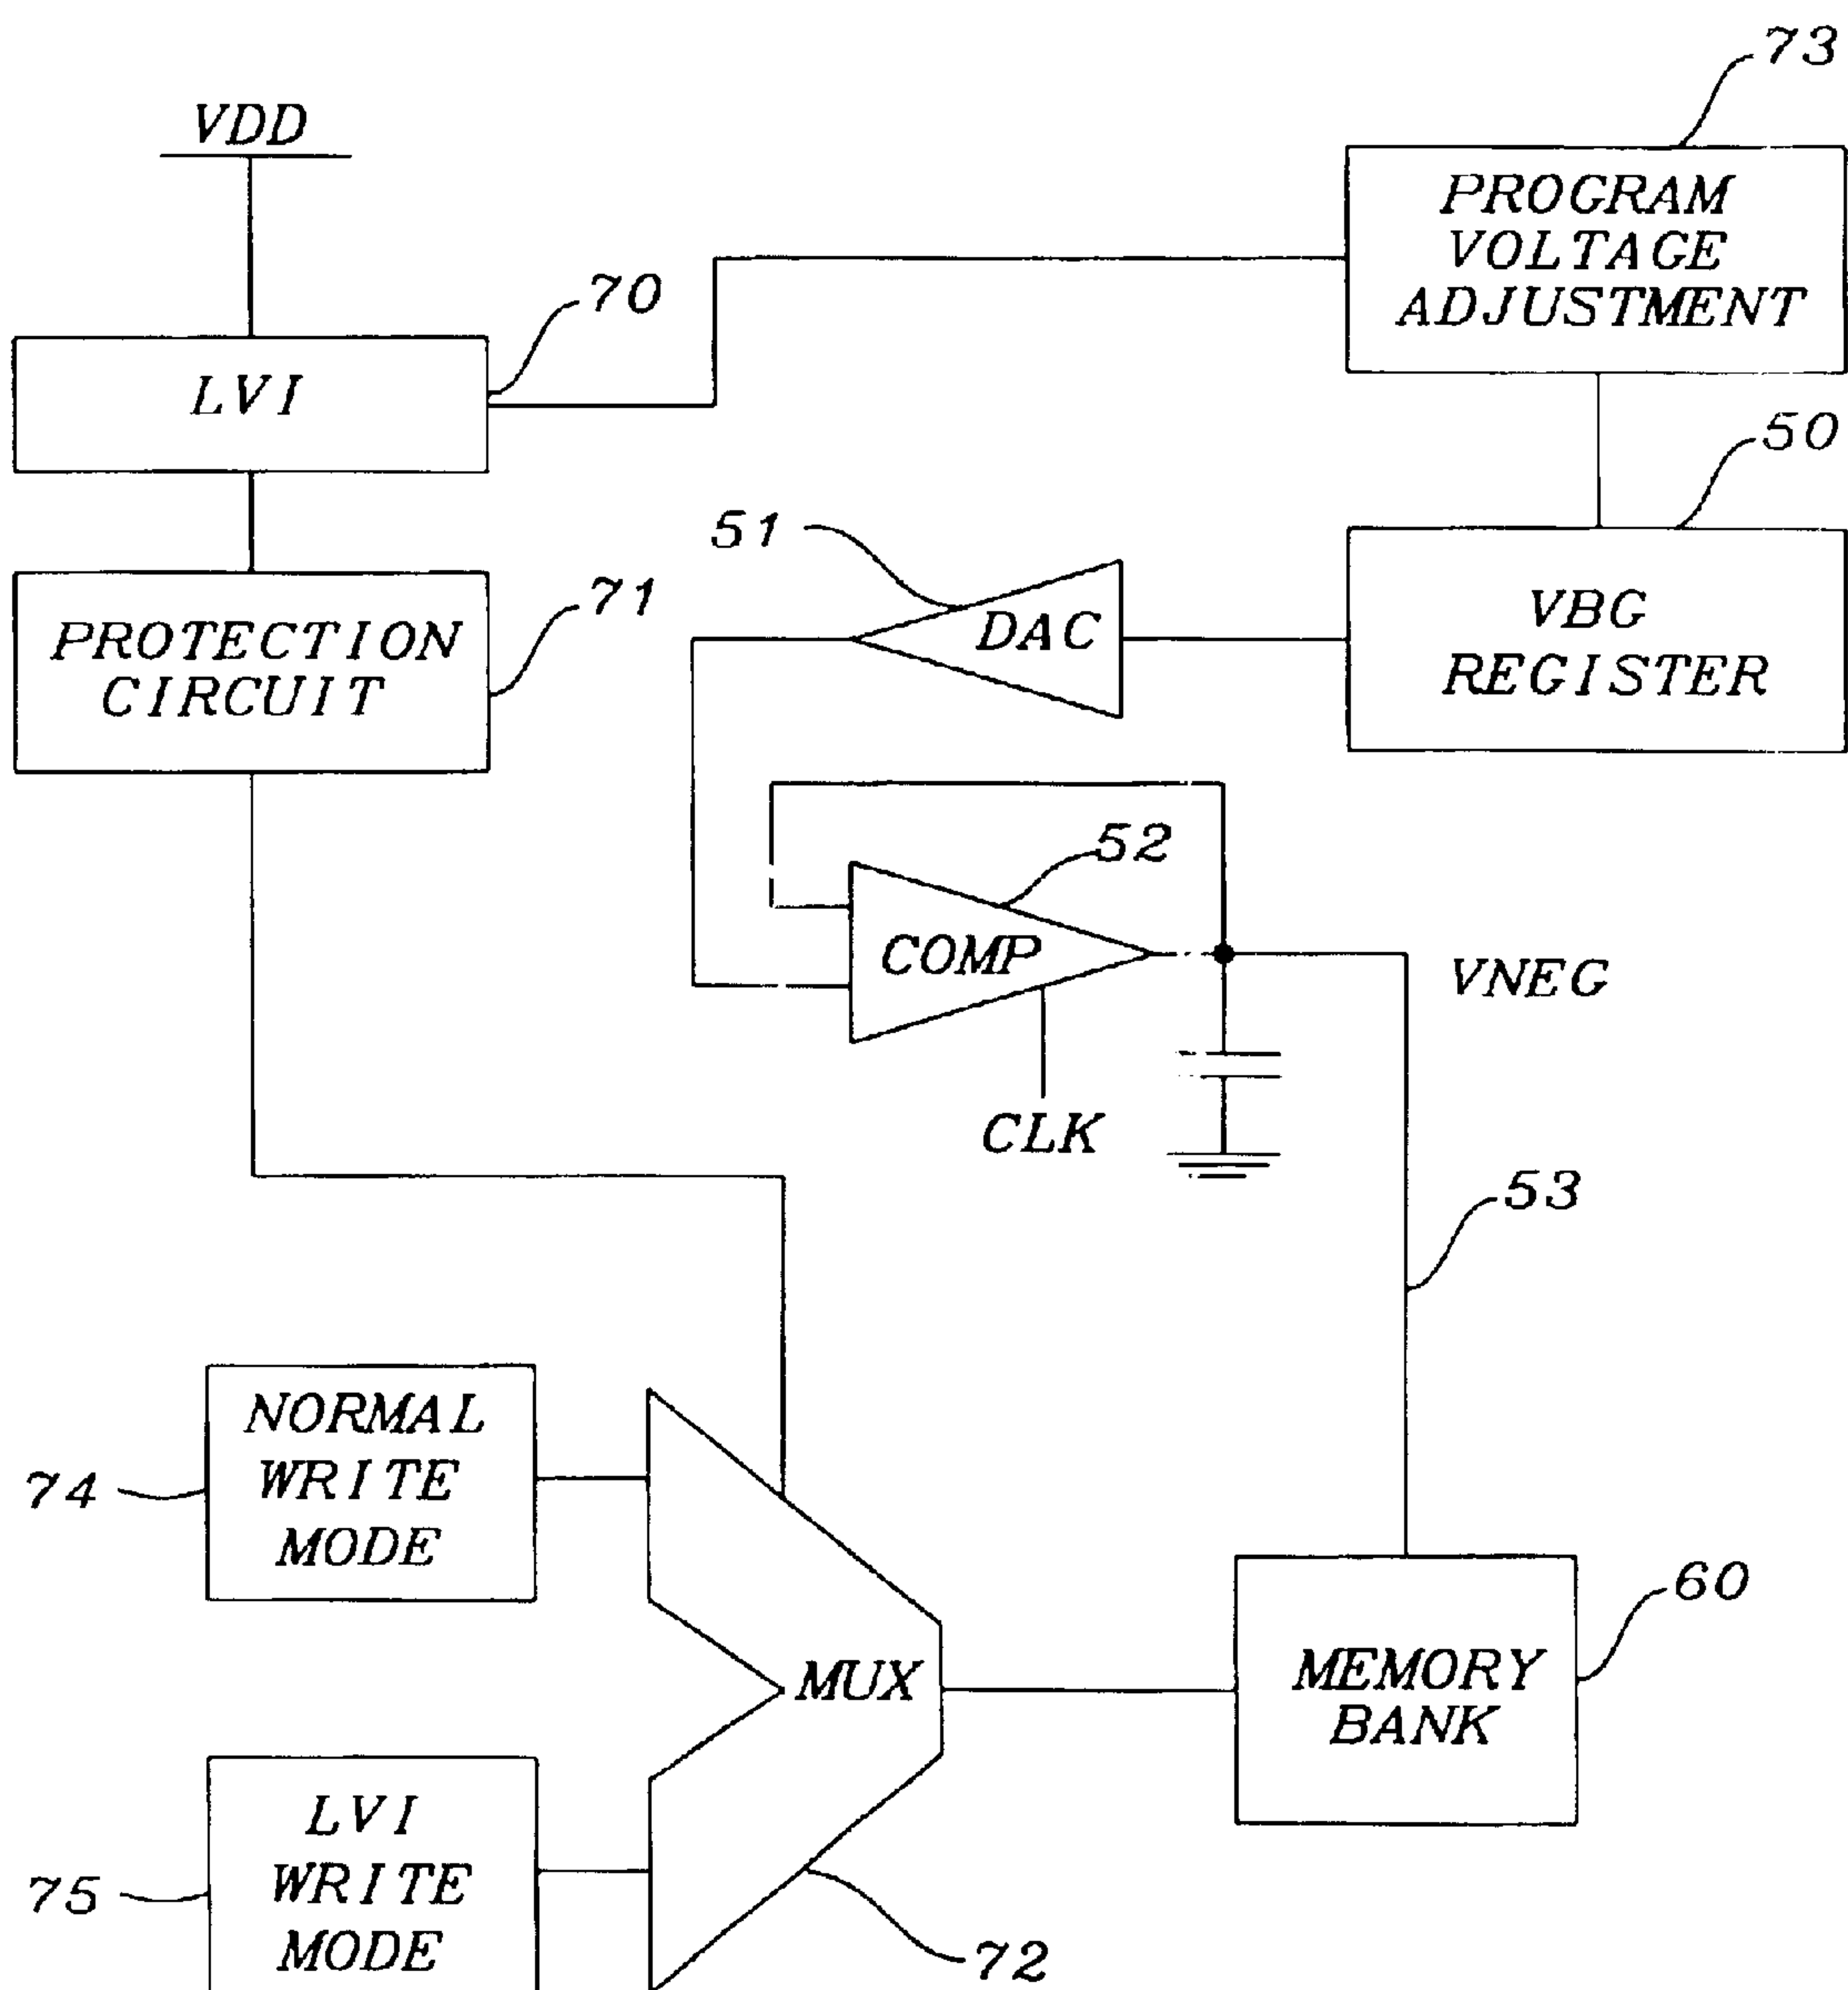 73
VDD
PROGRAM
VOLTAGE
ADJUSTMENT
70
LVI
50
51
DAC
VBG
REGISTER
71
PROTECTION
CIRCUIT
52
COMP
VNEG
CLK
53
NORMAL
WRITE
MODE
74
60
MUX
MEMORY
BANK
LVI
WRITE
MODE
75
72